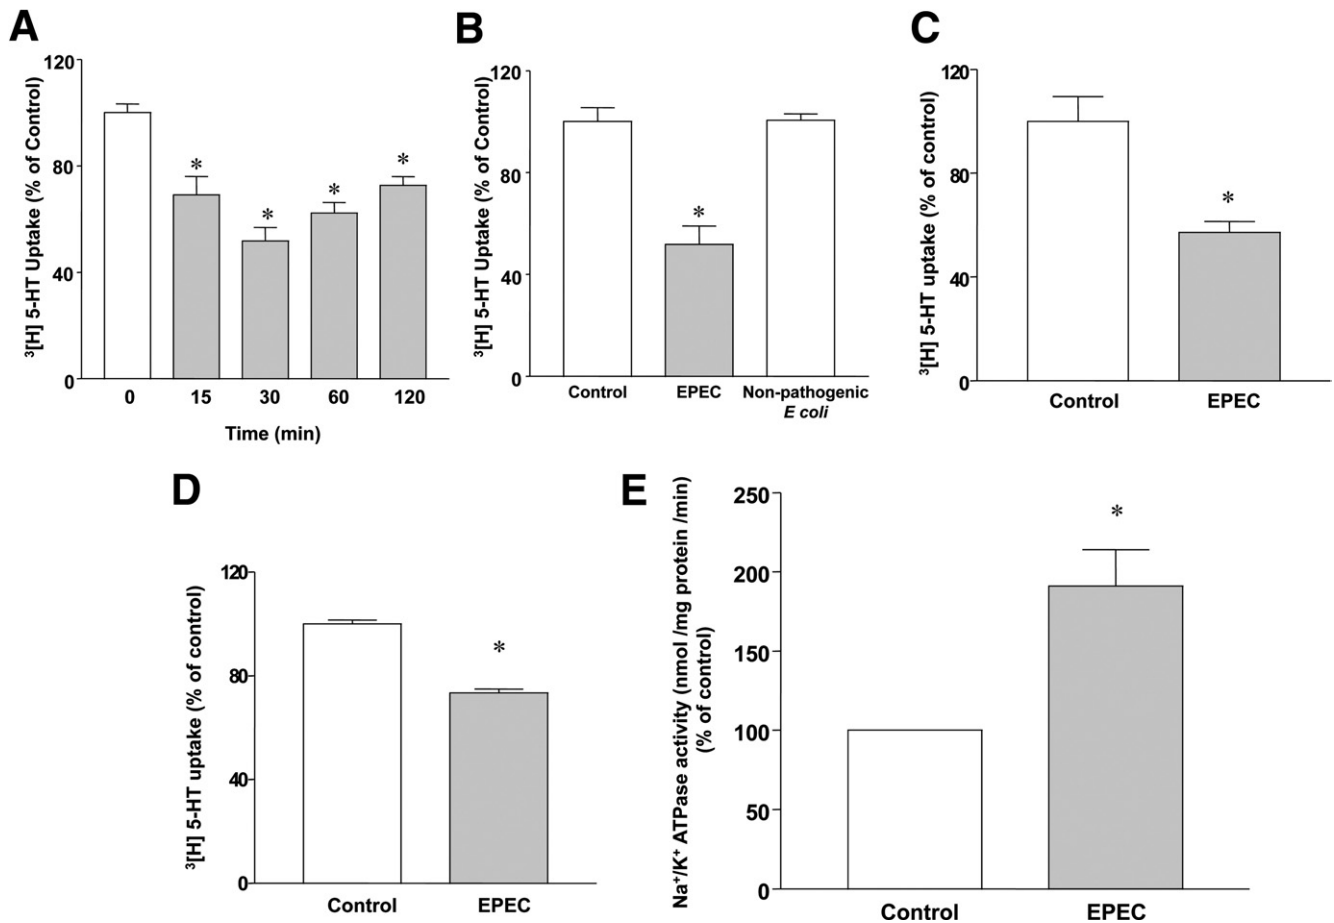 A
³[H] 5-HT Uptake (% of Control)
120
80
40
0
*
*
*
*
0 15 30 60 120
Time (min)
B
³[H] 5-HT Uptake (% of Control)
120
80
40
0
*
Control EPEC Non-pathogenic
E coli
C
³[H] 5-HT uptake (% of control)
120
80
40
0
*
Control EPEC
D
³[H] 5-HT uptake (% of control)
120
80
40
0
*
Control EPEC
E
Na⁺/K⁺ ATPase activity (nmol /mg protein /min)
(% of control)
250
200
150
100
50
0
*
Control EPEC